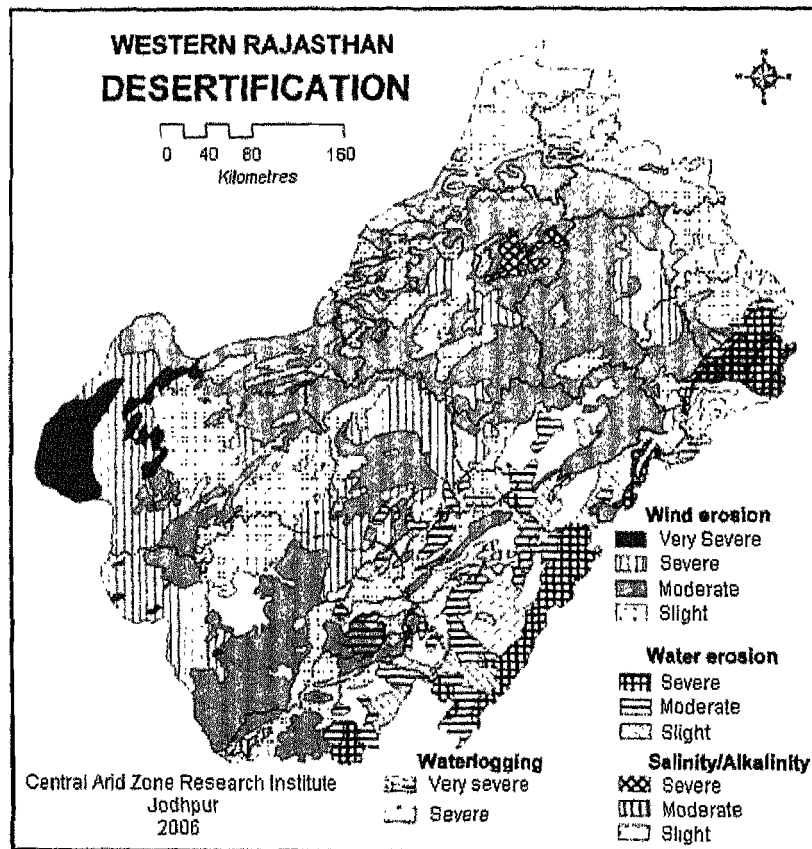 WESTERN RAJASTHAN
DESERTIFICATION
0 40 80 160
Kilometres
N
W E
S
Wind erosion
Very Severe
Severe
Moderate
Slight
Water erosion
Severe
Moderate
Slight
Waterlogging
Very severe
Severe
Salinity/Alkalinity
Severe
Moderate
Slight
Central Arid Zone Research Institute
Jodhpur
2006